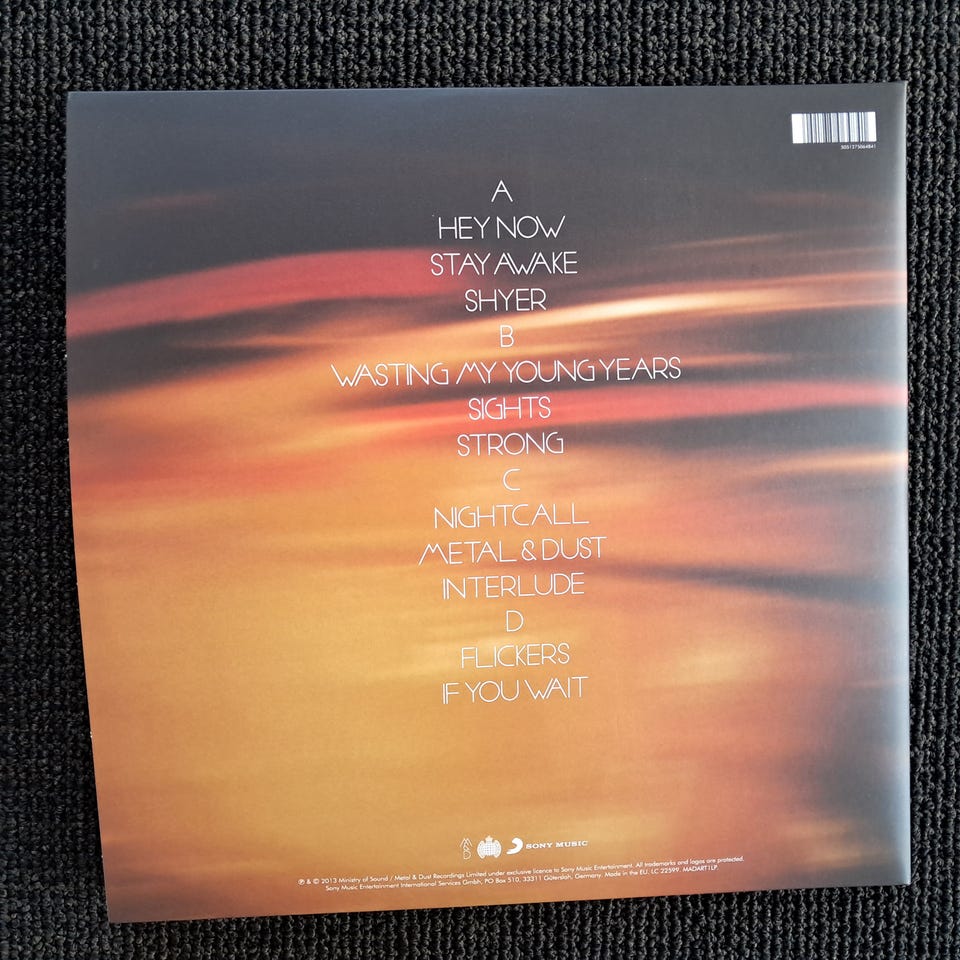 5051275064841
A
HEY NOW
STAY AWAKE
SHYER
B
WASTING MY YOUNG YEARS
SIGHTS
STRONG
C
NIGHTCALL
METAL & DUST
INTERLUDE
D
FLICKERS
IF YOU WAIT
MAD
SONY MUSIC
℗ & © 2013 Ministry of Sound / Metal & Dust Recordings Limited under exclusive licence to Sony Music Entertainment. All trademarks and logos are protected.
Sony Music Entertainment International Services GmbH, PO Box 510, 33311 Gütersloh, Germany. Made in the EU. LC 22599. MADART1LP.